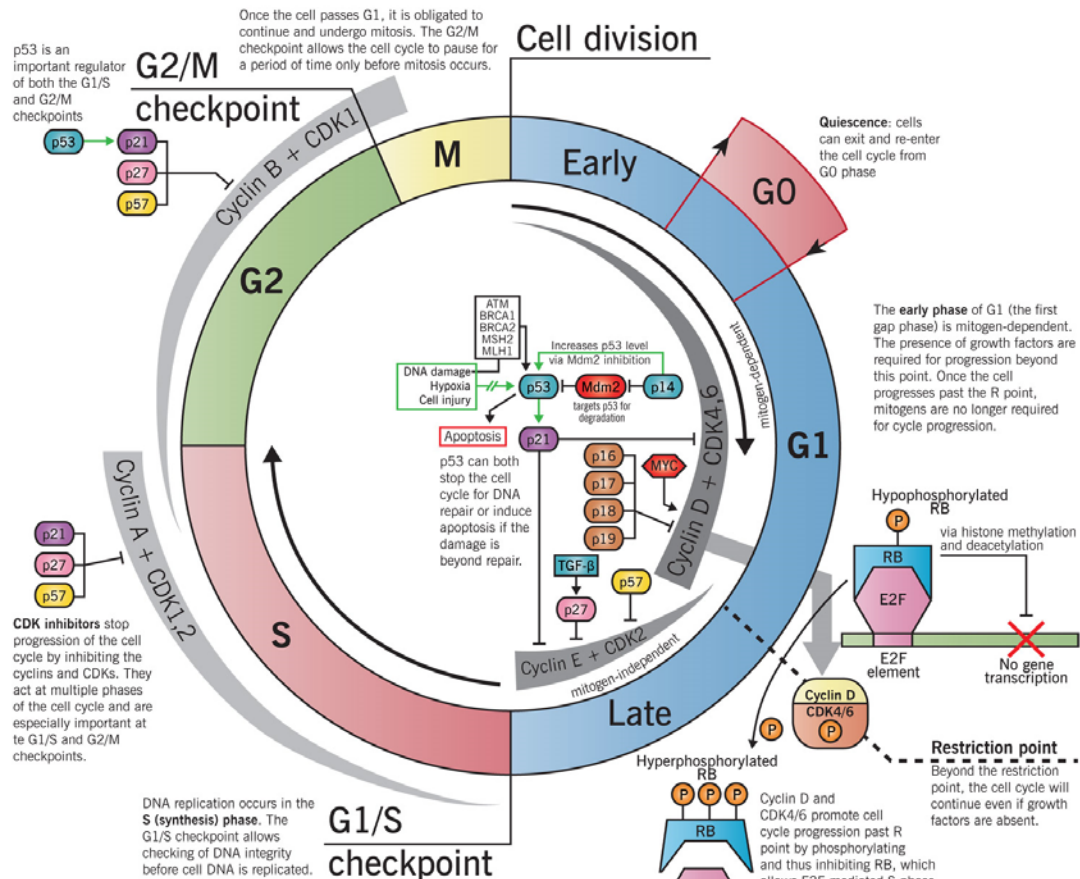 Once the cell passes G1, it is obligated to
continue and undergo mitosis. The G2/M
checkpoint allows the cell cycle to pause for
a period of time only before mitosis occurs.
Cell division
p53 is an
important regulator
of both the G1/S
and G2/M
checkpoints
G2/M
checkpoint
p53
p21
p27
p57
Cyclin B + CDK1
M
Early
G0
Quiescence: cells
can exit and re-enter
the cell cycle from
G0 phase
G2
ATM
BRCA1
BRCA2
MSH2
MLH1
DNA damage
Hypoxia
Cell injury
Increases p53 level
via Mdm2 inhibition
p53
Mdm2
p14
targets p53 for
degradation
Apoptosis
p21
p53 can both
stop the cell
cycle for DNA
repair or induce
apoptosis if the
damage is
beyond repair.
p16
p17
p18
p19
MYC
Cyclin D + CDK4,6
mitogen-dependent
G1
The early phase of G1 (the first
gap phase) is mitogen-dependent.
The presence of growth factors are
required for progression beyond
this point. Once the cell
progresses past the R point,
mitogens are no longer required
for cycle progression.
TGF-β
p27
p57
Cyclin E + CDK2
mitogen-independent
Late
Hypophosphorylated
RB
P
RB
E2F
via histone methylation
and deacetylation
E2F
element
No gene
transcription
Cyclin D
CDK4/6
P
P
Restriction point
Beyond the restriction
point, the cell cycle will
continue even if growth
factors are absent.
Cyclin A + CDK1,2
p21
p27
p57
S
CDK inhibitors stop
progression of the cell
cycle by inhibiting the
cyclins and CDKs. They
act at multiple phases
of the cell cycle and are
especially important at
te G1/S and G2/M
checkpoints.
DNA replication occurs in the
S (synthesis) phase. The
G1/S checkpoint allows
checking of DNA integrity
before cell DNA is replicated.
G1/S
checkpoint
Hyperphosphorylated
RB
P P P
RB
Cyclin D and
CDK4/6 promote cell
cycle progression past R
point by phosphorylating
and thus inhibiting RB, which
allows E2F-mediated S phase